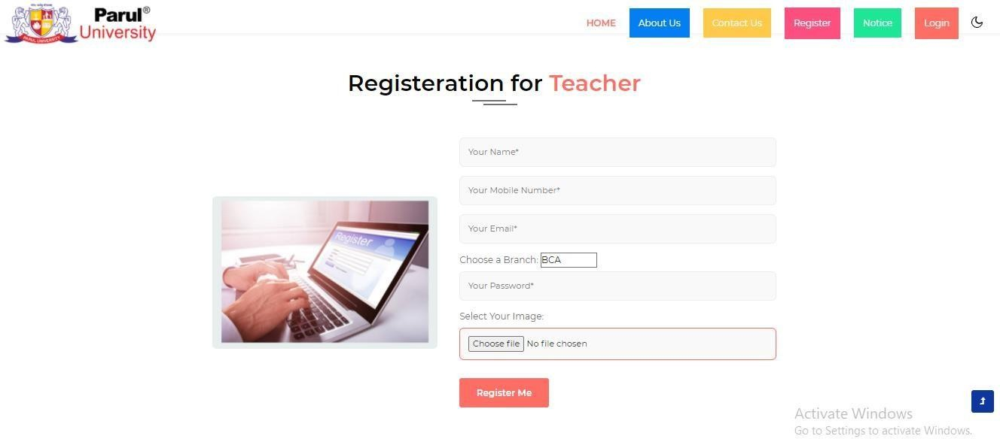 Parul®
University
PARUL UNIVERSITY
HOME
About Us
Contact Us
Register
Notice
Login
Registeration for Teacher
Your Name*
Your Mobile Number*
Your Email*
Choose a Branch: BCA
Your Password*
Select Your Image:
Choose file No file chosen
Register Me
Register
Activate Windows
Go to Settings to activate Windows.